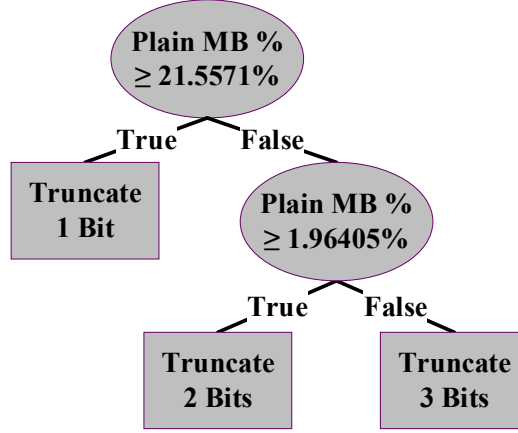 Plain MB %
≥ 21.5571%
True
False
Truncate
1 Bit
Plain MB %
≥ 1.96405%
True
False
Truncate
2 Bits
Truncate
3 Bits